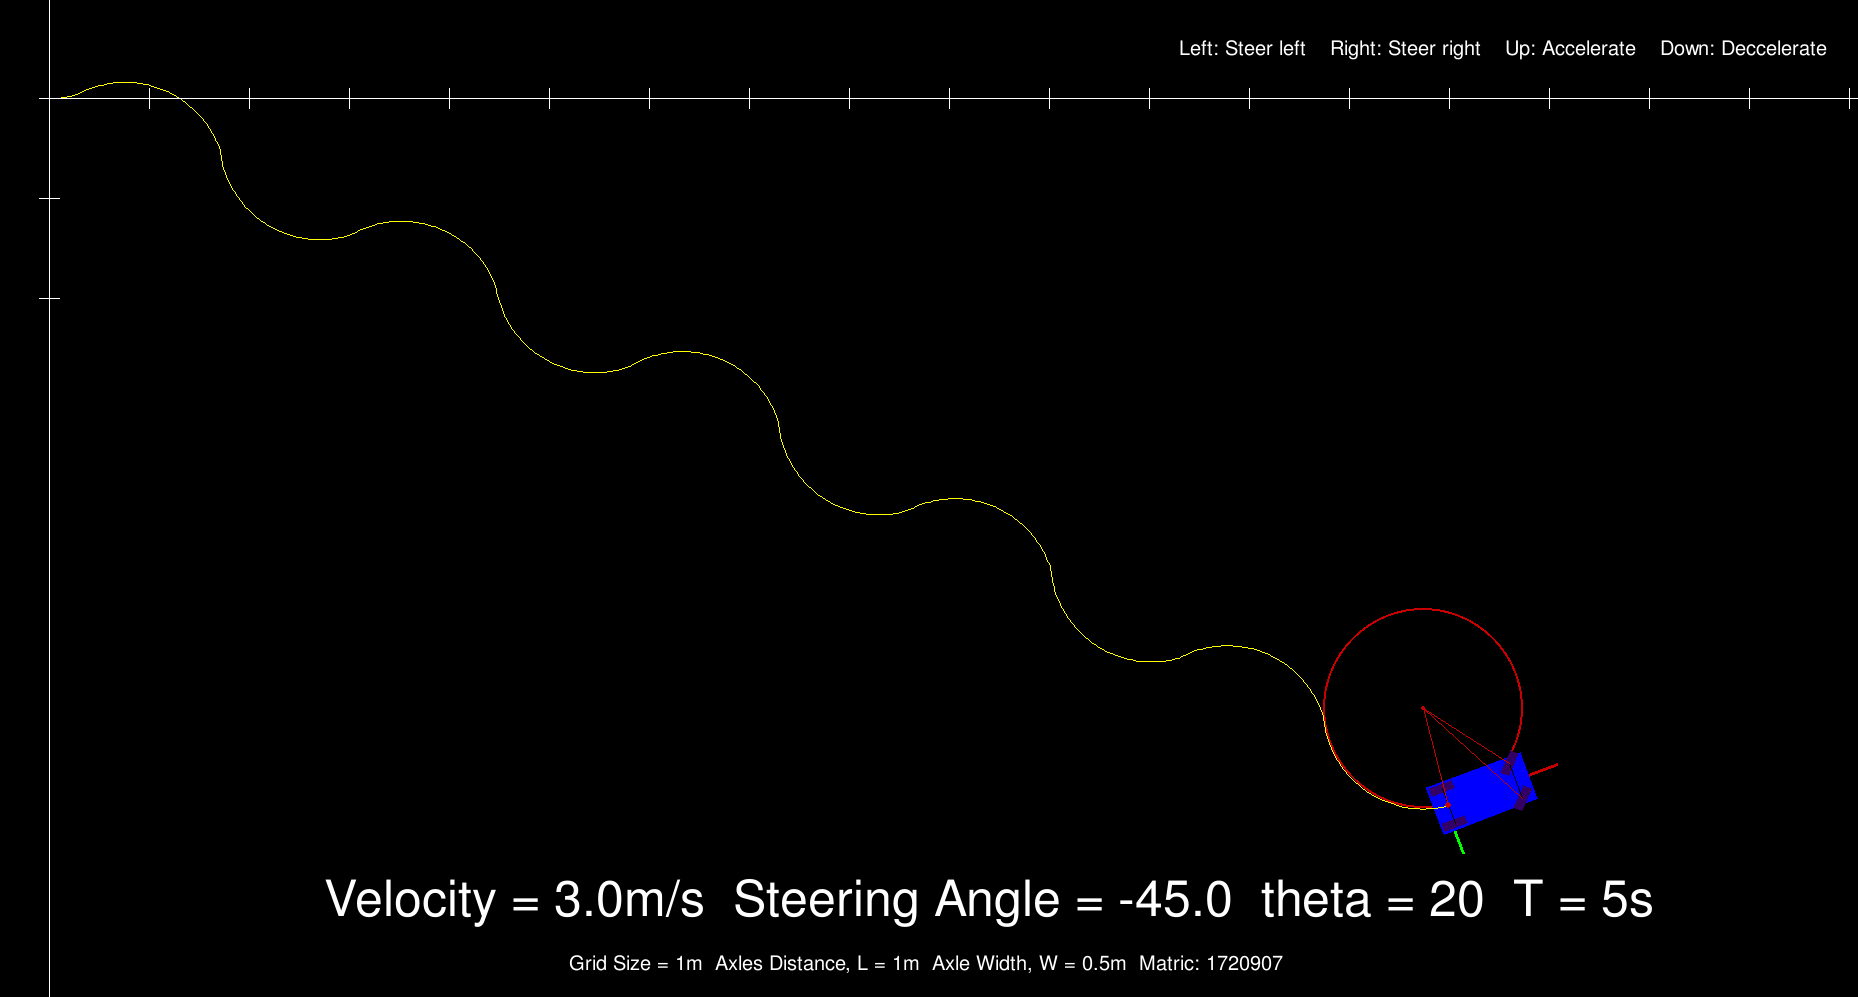 Left: Steer left Right: Steer right Up: Accelerate Down: Deccelerate
Velocity = 3.0m/s Steering Angle = -45.0 theta = 20 T = 5s
Grid Size = 1m Axles Distance, L = 1m Axle Width, W = 0.5m Matric: 1720907